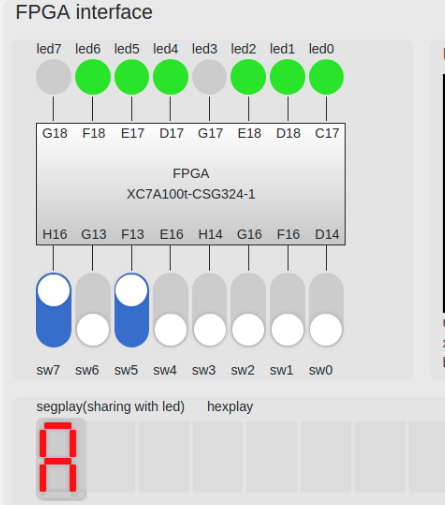 FPGA interface
led7 led6 led5 led4 led3 led2 led1 led0
G18 F18 E17 D17 G17 E18 D18 C17
FPGA
XC7A100t-CSG324-1
H16 G13 F13 E16 H14 G16 F16 D14
sw7 sw6 sw5 sw4 sw3 sw2 sw1 sw0
segplay(sharing with led) hexplay
A